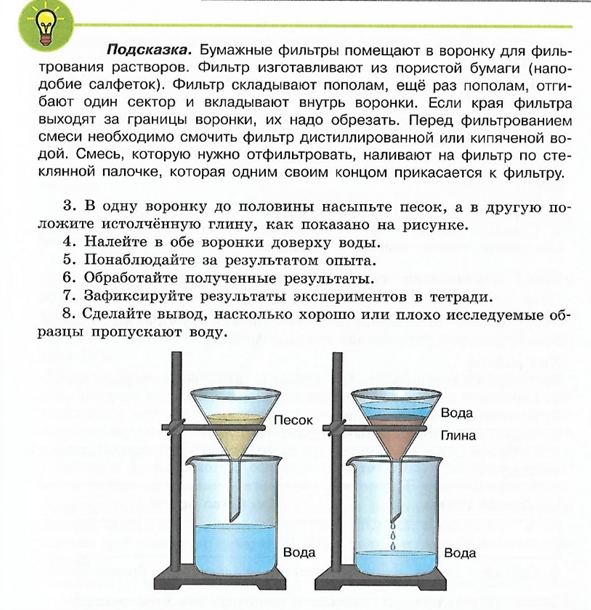 Подсказка. Бумажные фильтры помещают в воронку для филь-
трования растворов. Фильтр изготавливают из пористой бумаги (напо-
добие салфеток). Фильтр складывают пополам, ещё раз пополам, отги-
бают один сектор и вкладывают внутрь воронки. Если края фильтра
выходят за границы воронки, их надо обрезать. Перед фильтрованием
смеси необходимо смочить фильтр дистиллированной или кипячёной во-
дой. Смесь, которую нужно отфильтровать, наливают на фильтр по сте-
клянной палочке, которая одним своим концом прикасается к фильтру.
3. В одну воронку до половины насыпьте песок, а в другую по-
ложите истолчённую глину, как показано на рисунке.
4. Налейте в обе воронки доверху воды.
5. Понаблюдайте за результатом опыта.
6. Обработайте полученные результаты.
7. Зафиксируйте результаты экспериментов в тетради.
8. Сделайте вывод, насколько хорошо или плохо исследуемые об-
разцы пропускают воду.
Песок
Вода
Вода
Глина
Вода